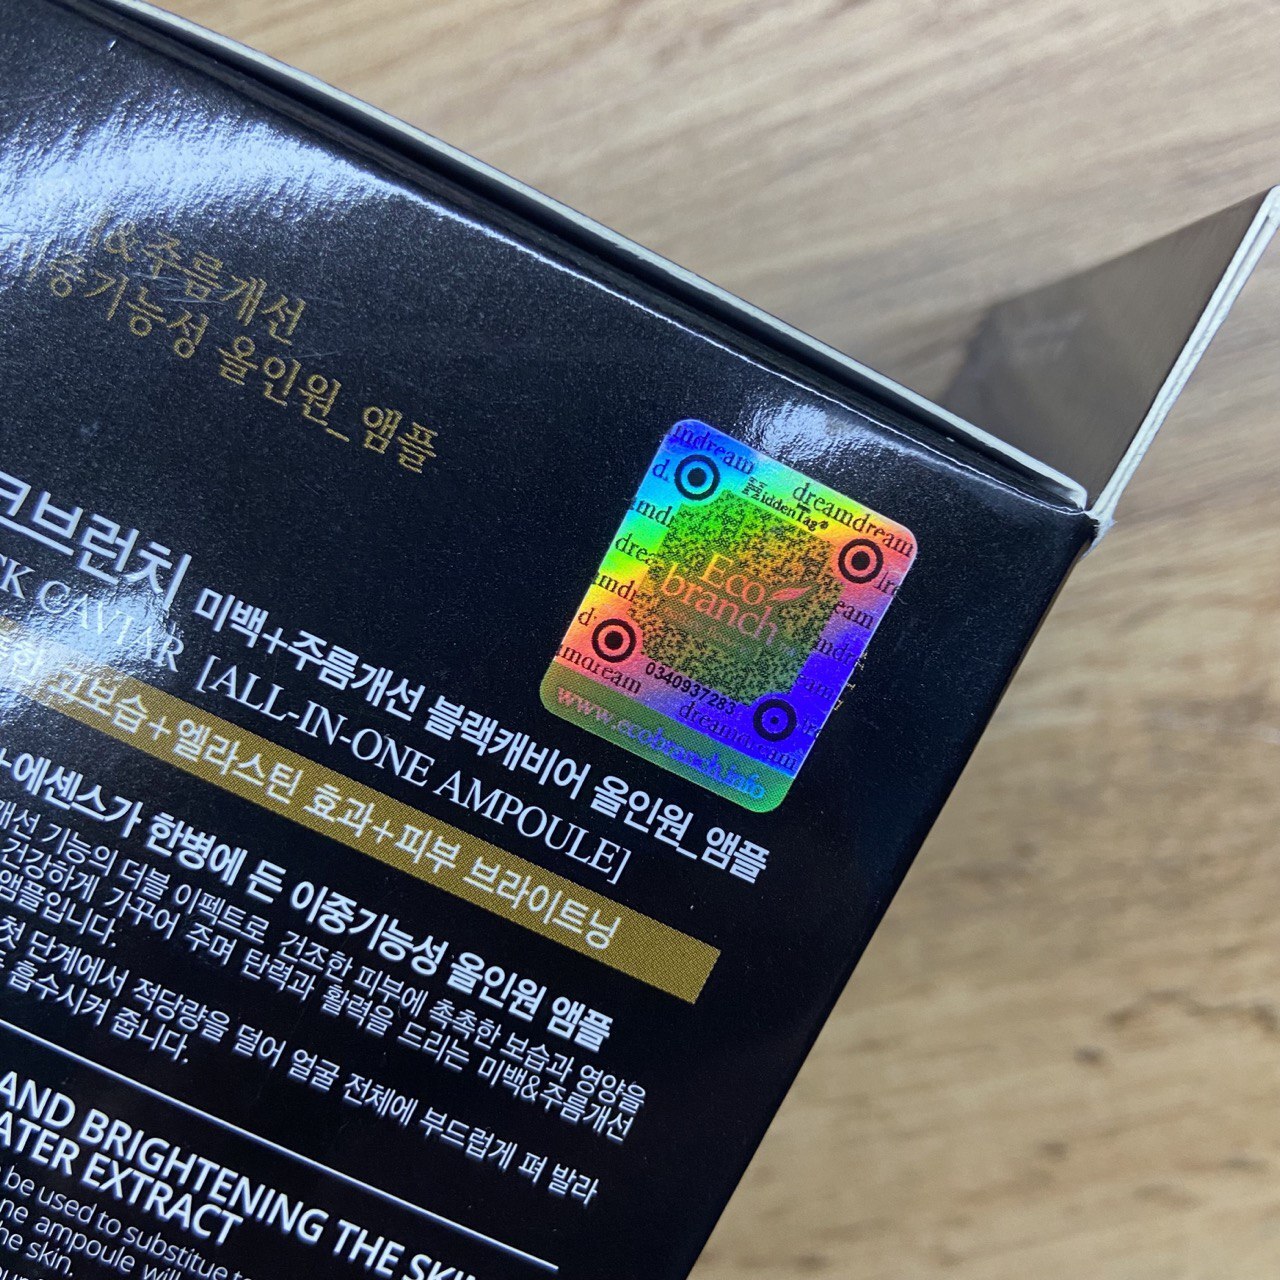 &주름개선
중기능성 올인원_앰플
크브런치 미백+주름개선 블랙캐비어 올인원_앰플
CK CAVIAR [ALL-IN-ONE AMPOULE]
고보습+엘라스틴 효과+피부 브라이트닝
+에센스가 한병에 든 이중기능성 올인원 앰플
개선 기능의 더블 이펙트로 건조한 피부에 촉촉한 보습과 영양을
건강하게 가꾸어 주며 탄력과 활력을 드리는 미백&주름개선
앰플입니다.
첫 단계에서 적당량을 덜어 얼굴 전체에 부드럽게 펴 발라
흡수시켜 줍니다.
AND BRIGHTENING THE SKIN
ATER EXTRACT
be used to substitute
ne ampoule will
he skin.
HiddenTag®
dreamdream
Eco
branch
0340937283
www.ecobranch.info